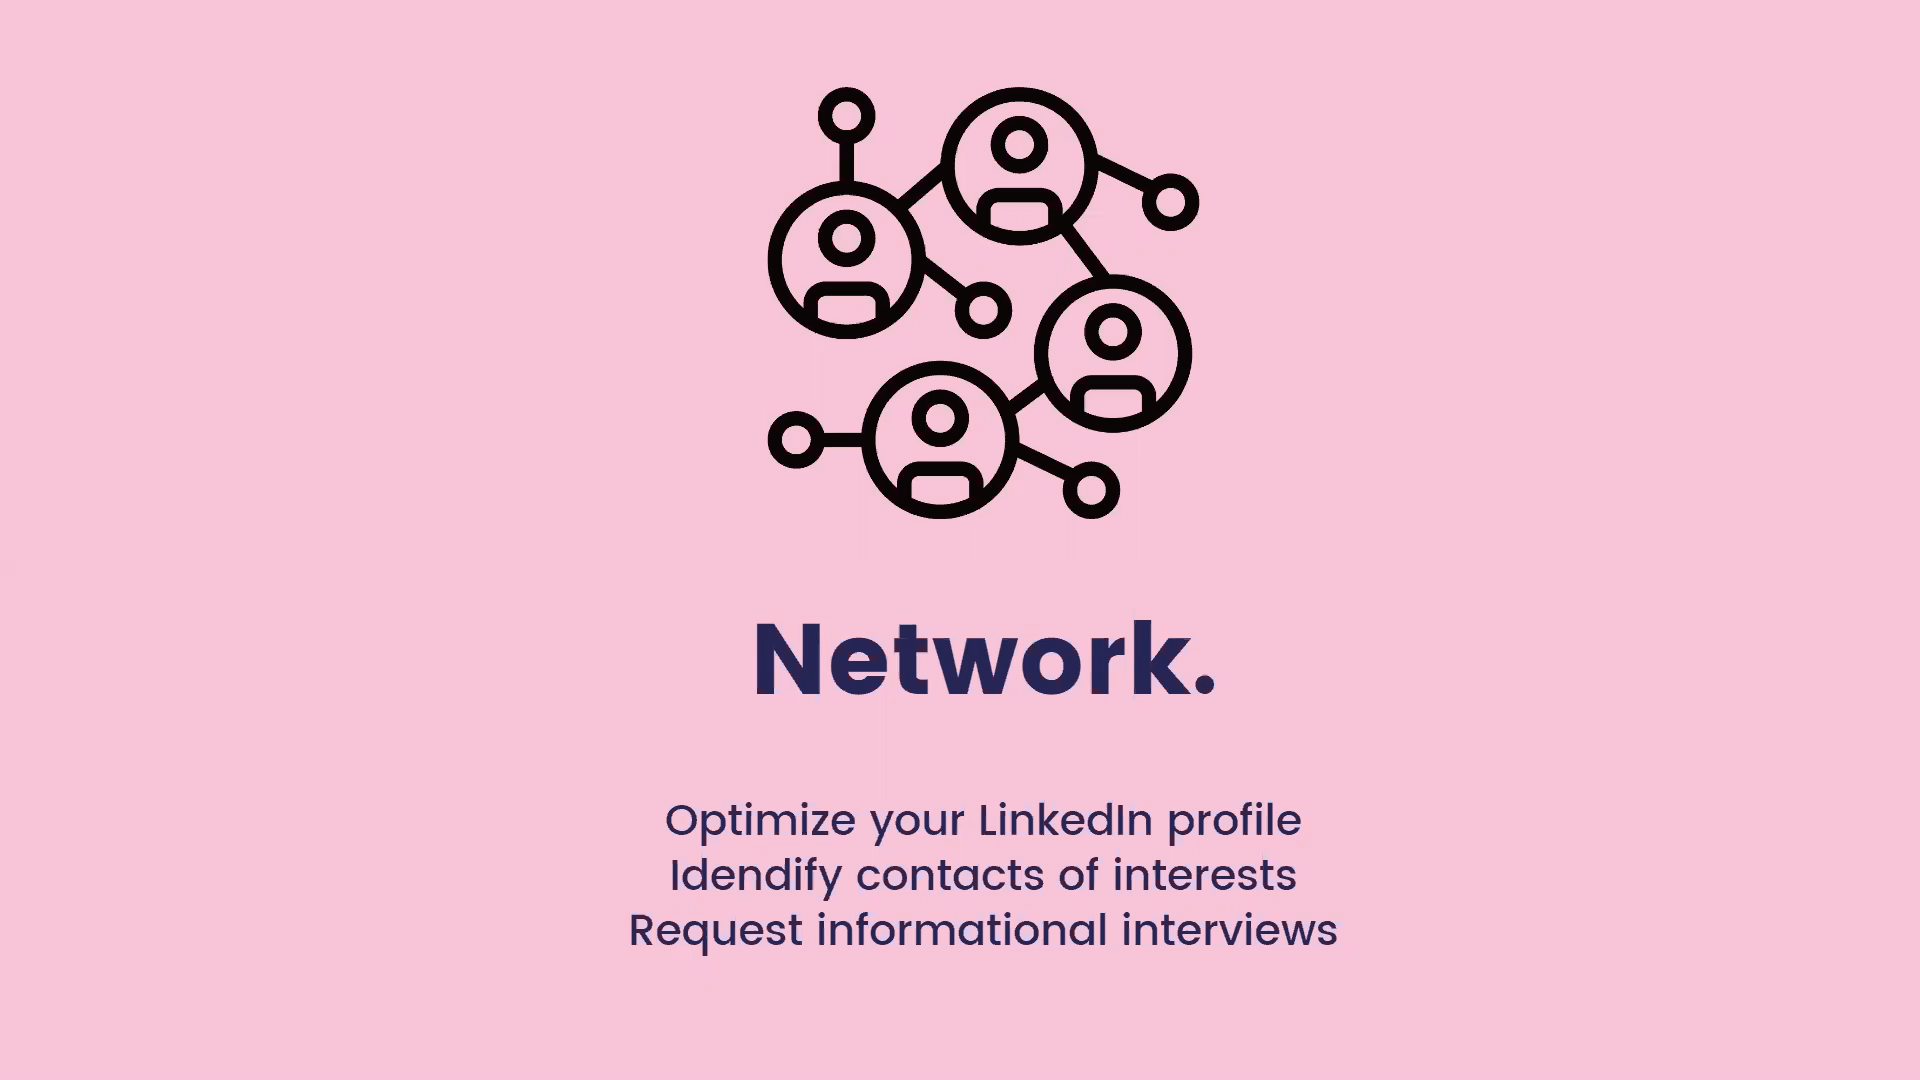 Network.
Optimize your LinkedIn profile
Idendify contacts of interests
Request informational interviews